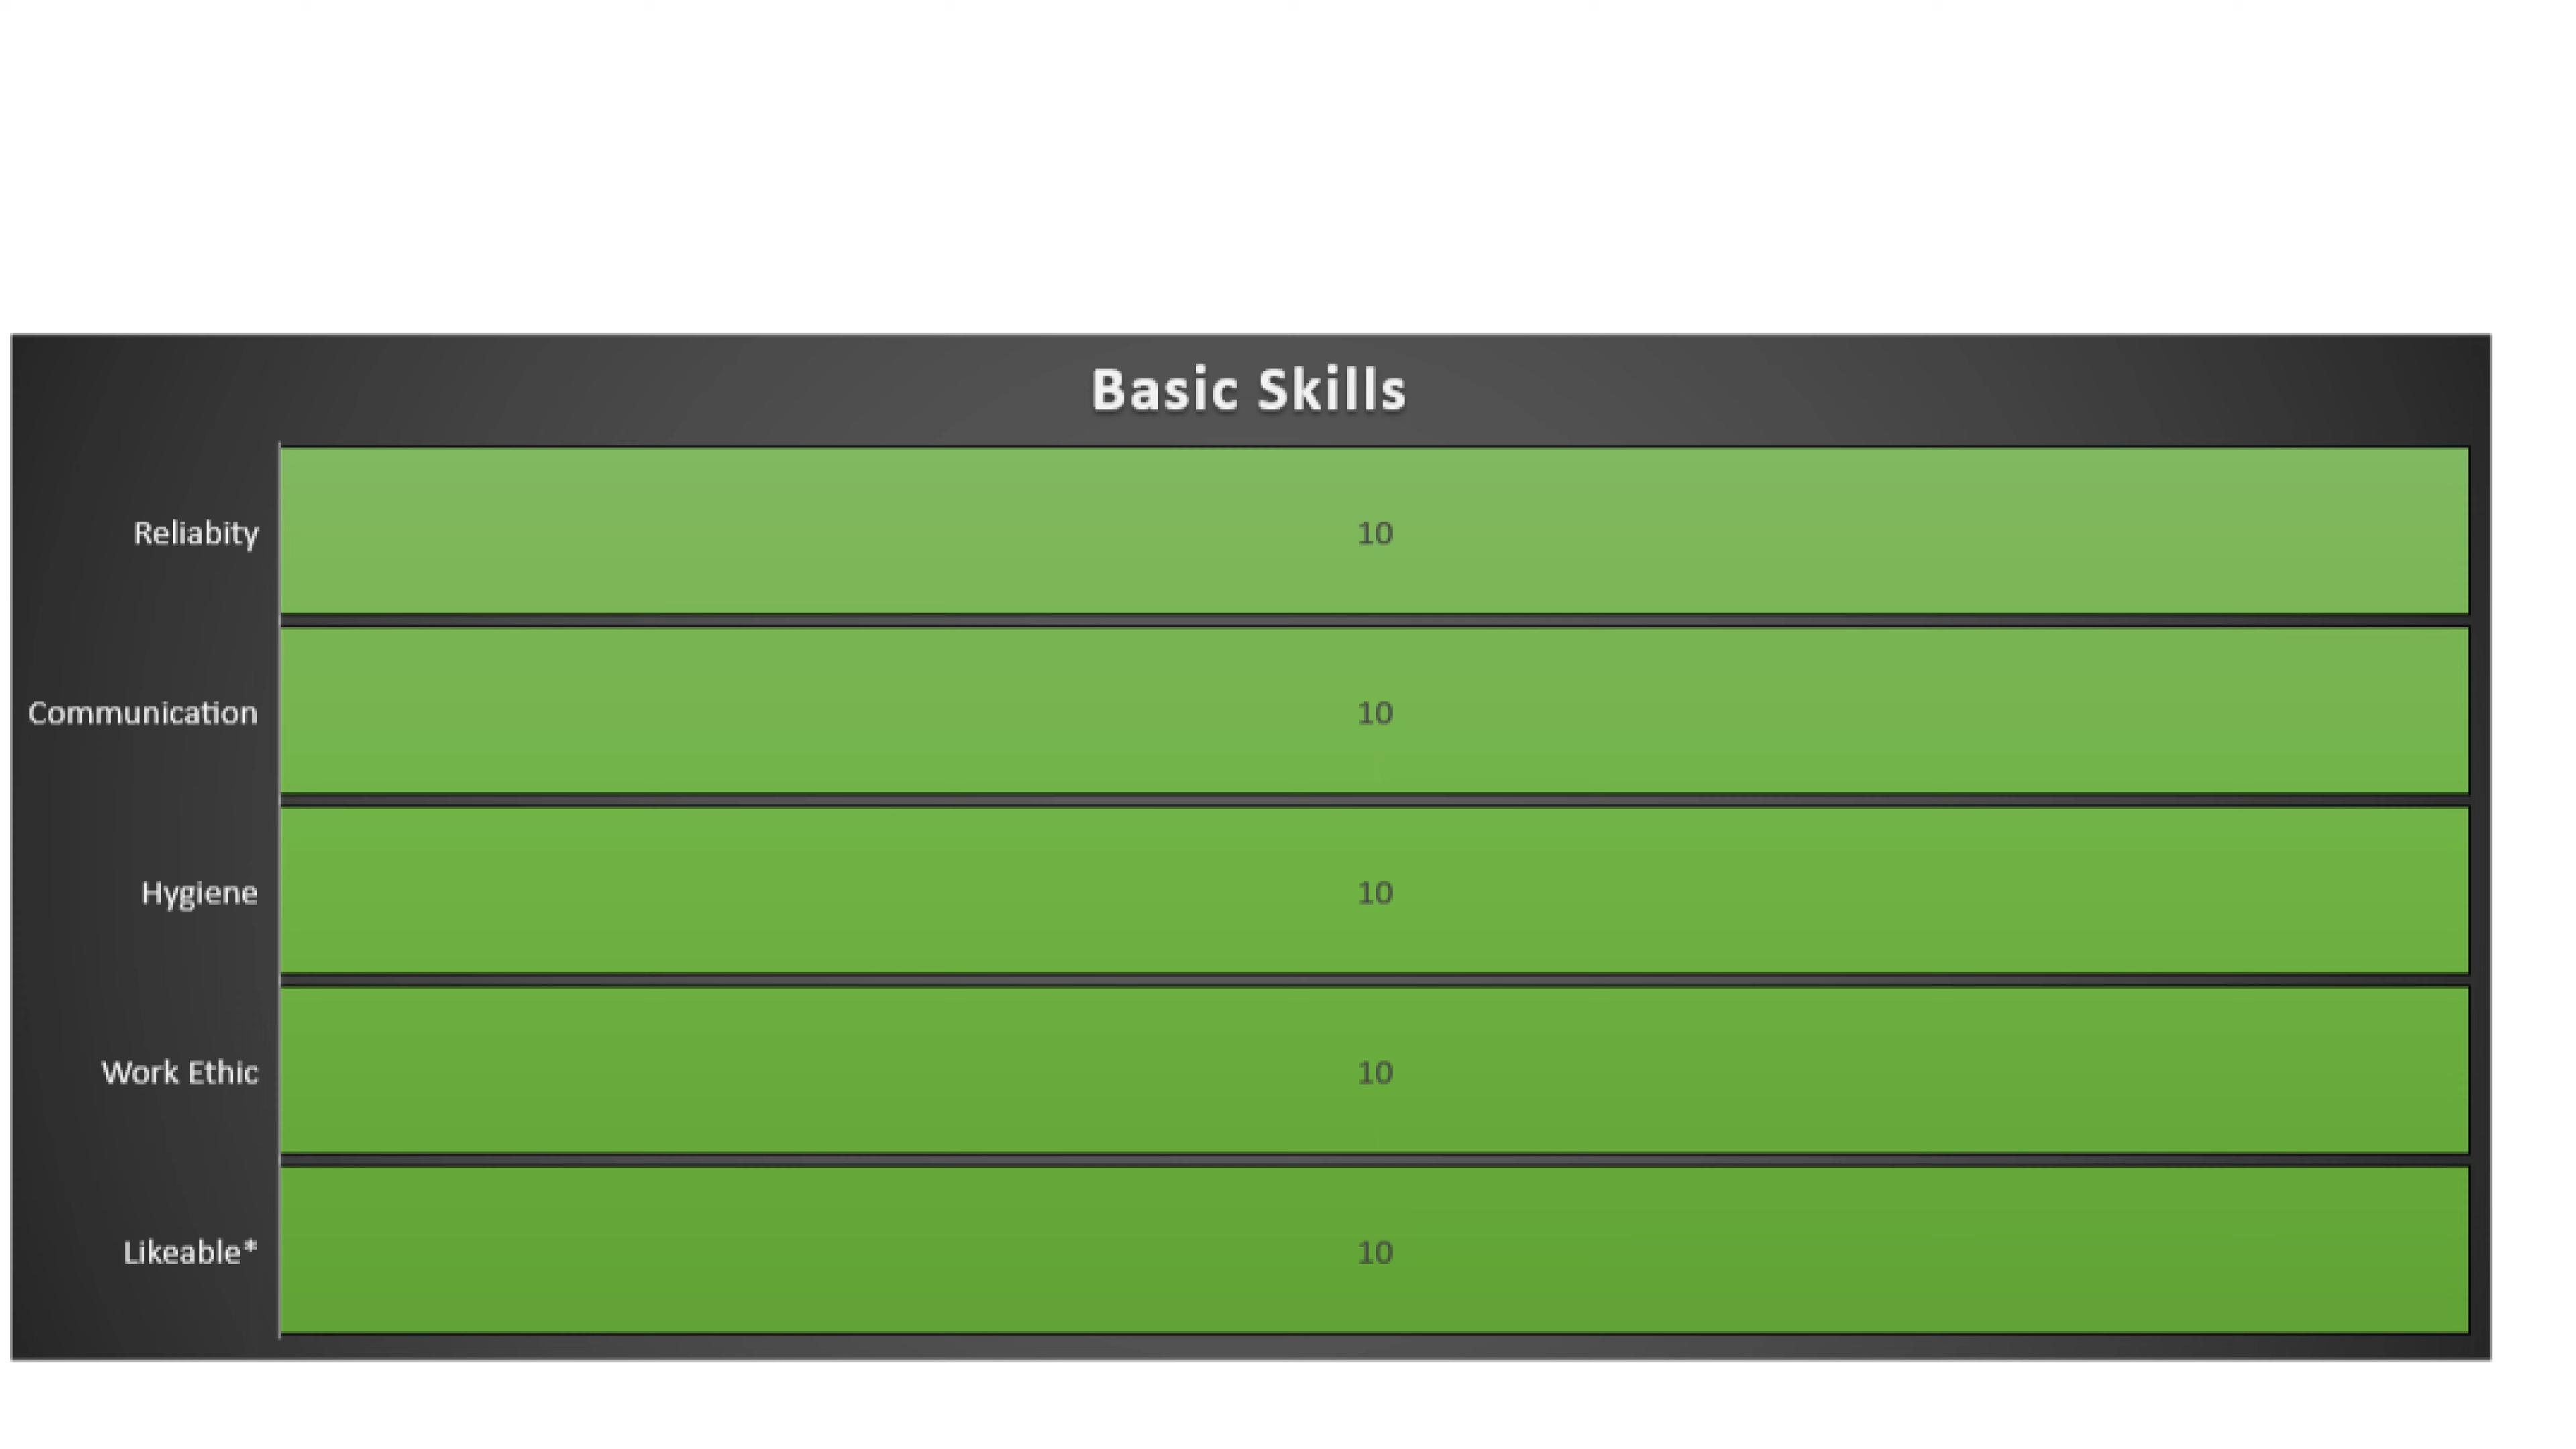 Basic Skills
Reliabity 10
Communication 10
Hygiene 10
Work Ethic 10
Likeable* 10